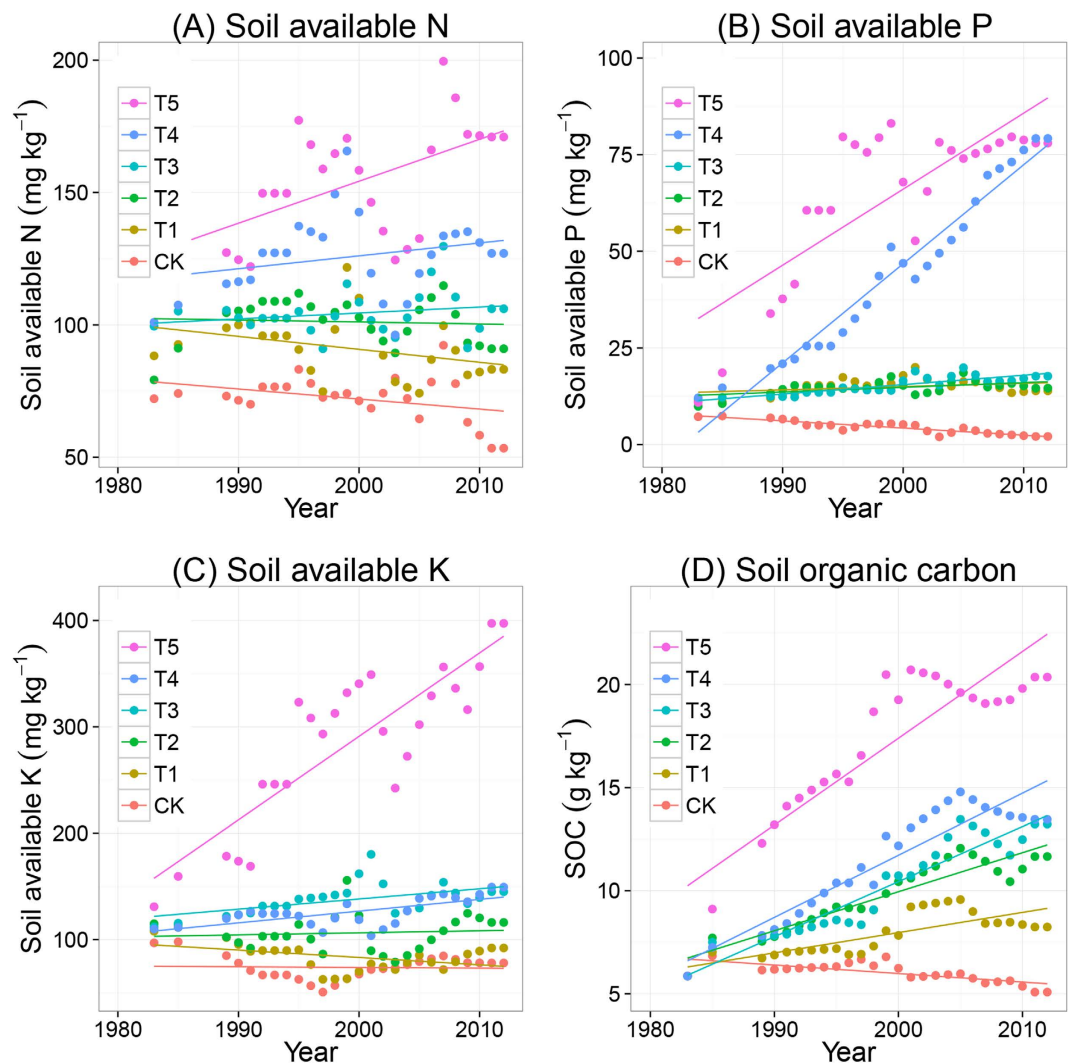 (A) Soil available N
Soil available N (mg kg⁻¹)
200
150
100
50
T5
T4
T3
T2
T1
CK
1980 1990 2000 2010
Year
(B) Soil available P
Soil available P (mg kg⁻¹)
100
75
50
25
0
T5
T4
T3
T2
T1
CK
1980 1990 2000 2010
Year
(C) Soil available K
Soil available K (mg kg⁻¹)
400
300
200
100
T5
T4
T3
T2
T1
CK
1980 1990 2000 2010
Year
(D) Soil organic carbon
SOC (g kg⁻¹)
20
15
10
5
T5
T4
T3
T2
T1
CK
1980 1990 2000 2010
Year